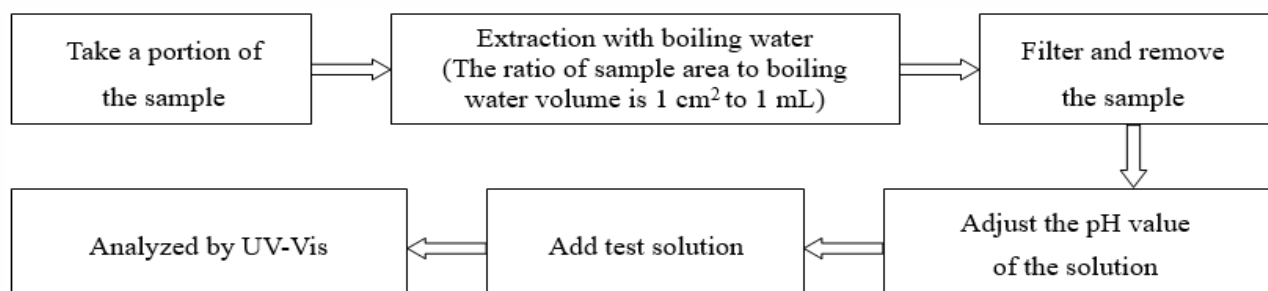 Take a portion of
the sample
Extraction with boiling water
(The ratio of sample area to boiling
water volume is 1 cm² to 1 mL)
Filter and remove
the sample
Adjust the pH value
of the solution
Add test solution
Analyzed by UV-Vis